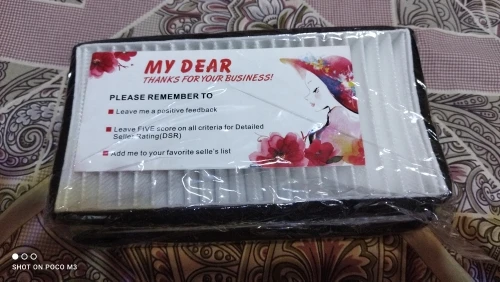 MY DEAR
THANKS FOR YOUR BUSINESS!
PLEASE REMEMBER TO
Leave me a positive feedback
Leave FIVE score on all criteria for Detailed
Seller Rating(DSR)
Add me to your favorite selle's list
SHOT ON POCO M3